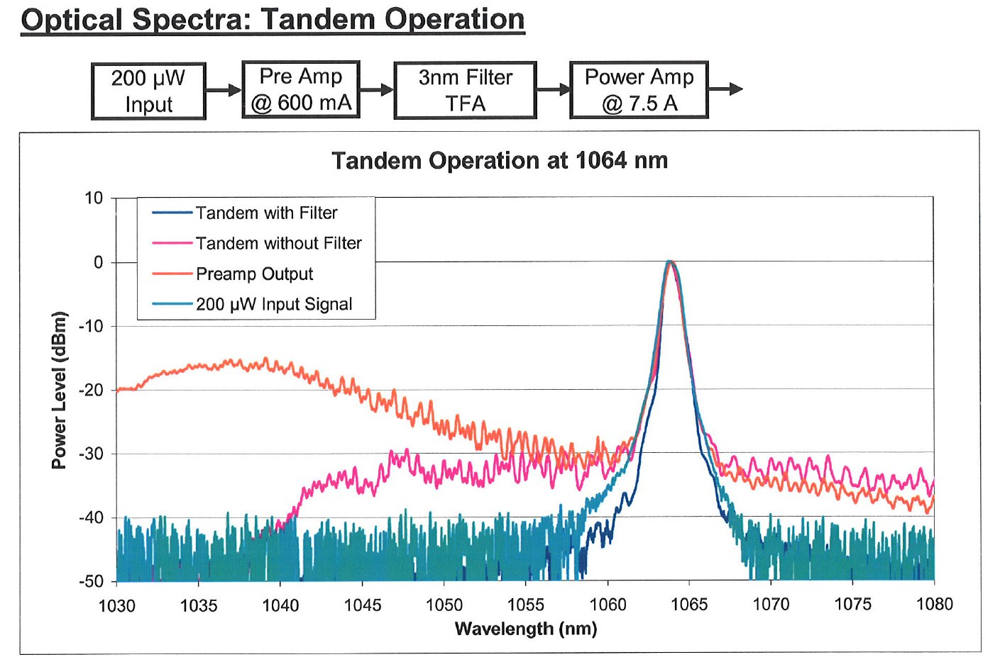 Optical Spectra: Tandem Operation
200 µW
Input
Pre Amp
@ 600 mA
3nm Filter
TFA
Power Amp
@ 7.5 A
Tandem Operation at 1064 nm
Tandem with Filter
Tandem without Filter
Preamp Output
200 µW Input Signal
Power Level (dBm)
10
0
-10
-20
-30
-40
-50
1030 1035 1040 1045 1050 1055 1060 1065 1070 1075 1080
Wavelength (nm)